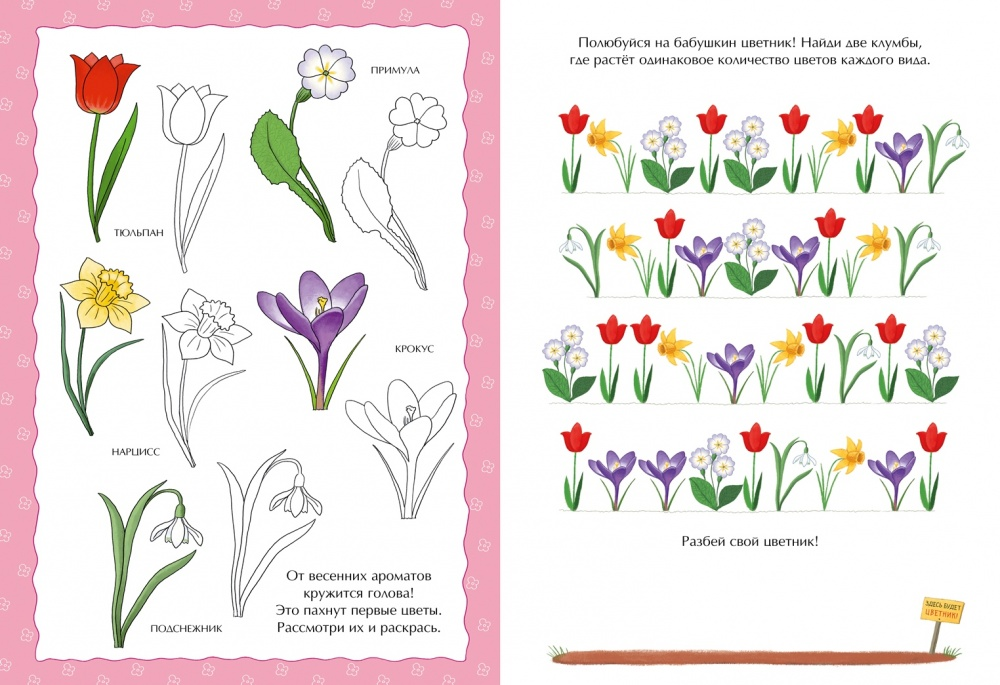 ТЮЛЬПАН
ПРИМУЛА
НАРЦИСС
КРОКУС
ПОДСНЕЖНИК
От весенних ароматов
кружится голова!
Это пахнут первые цветы.
Рассмотри их и раскрась.
Полюбуйся на бабушкин цветник! Найди две клумбы,
где растёт одинаковое количество цветов каждого вида.
Разбей свой цветник!
ЗДЕСЬ БУДЕТ
ЦВЕТНИК!